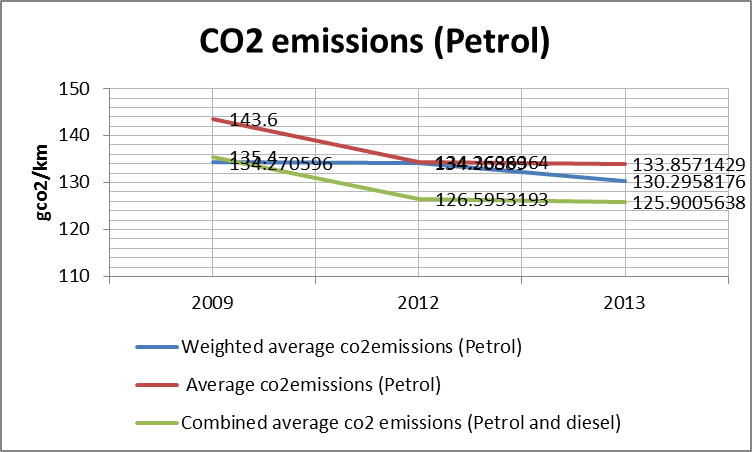 CO2 emissions (Petrol)
gco2/km
150
140
130
120
110
143.6
135.4
134.270596
126.5953193
133.8571429
130.2958176
125.9005638
2009 2012 2013
Weighted average co2emissions (Petrol)
Average co2emissions (Petrol)
Combined average co2 emissions (Petrol and diesel)